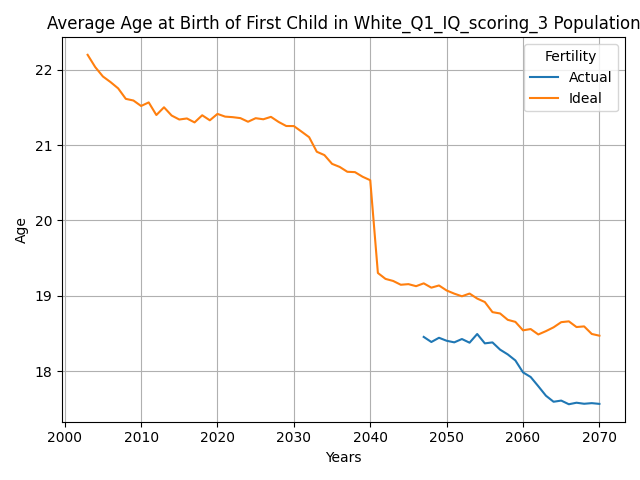 Average Age at Birth of First Child in White_Q1_IQ_scoring_3 Population
Fertility
Actual
Ideal
Age
22
21
20
19
18
2000
2010
2020
2030
2040
2050
2060
2070
Years